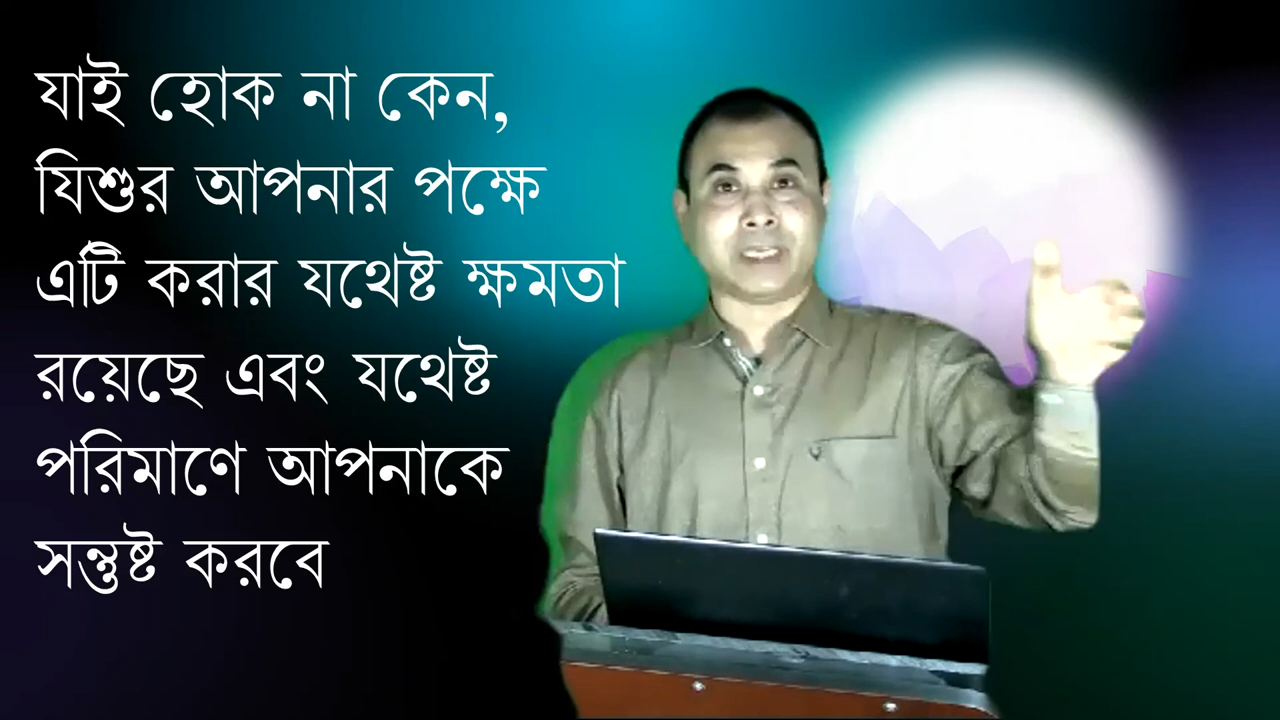 যাই হোক না কেন,
যিশুর আপনার পক্ষে
এটি করার যথেষ্ট ক্ষমতা
রয়েছে এবং যথেষ্ট
পরিমাণে আপনাকে
সন্তুষ্ট করবে